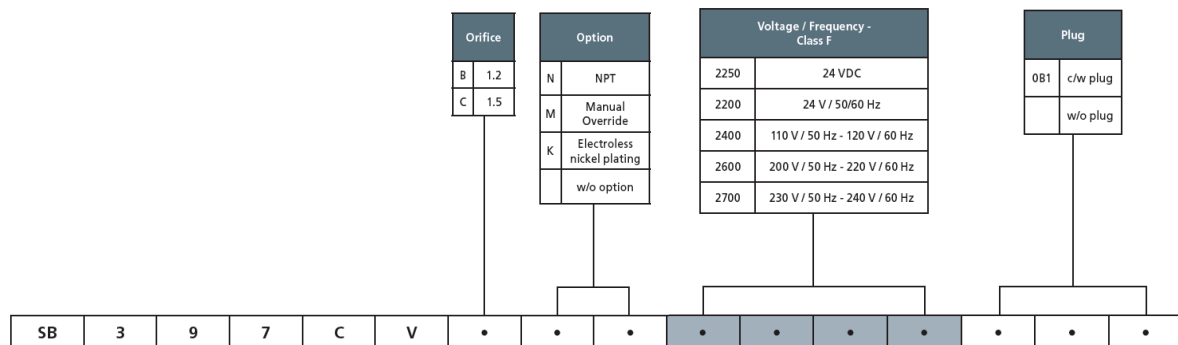 Orifice
B 1.2
C 1.5
Option
N NPT
M Manual
Override
K Electroless
nickel plating
w/o option
Voltage / Frequency -
Class F
2250 24 VDC
2200 24 V / 50/60 Hz
2400 110 V / 50 Hz - 120 V / 60 Hz
2600 200 V / 50 Hz - 220 V / 60 Hz
2700 230 V / 50 Hz - 240 V / 60 Hz
Plug
0B1 c/w plug
w/o plug
SB 3 9 7 C V • • • • • • • • • •